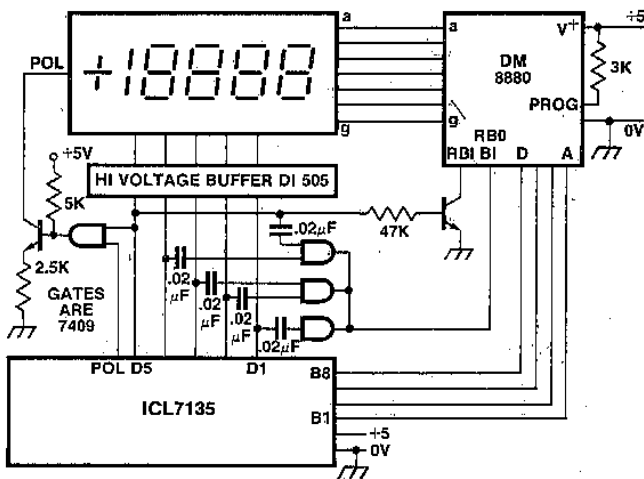 a
V+
+5
POL
+18888
DM
8880
3K
PROG
g
g
0V
RB0
RBI BI D A
+5V
HI VOLTAGE BUFFER DI 505
5K
.02μF
47K
2.5K
.02
μF
.02
μF
.02
μF
.02μF
GATES
ARE
7409
POL D5
D1
B8
ICL7135
B1
+5
0V
a